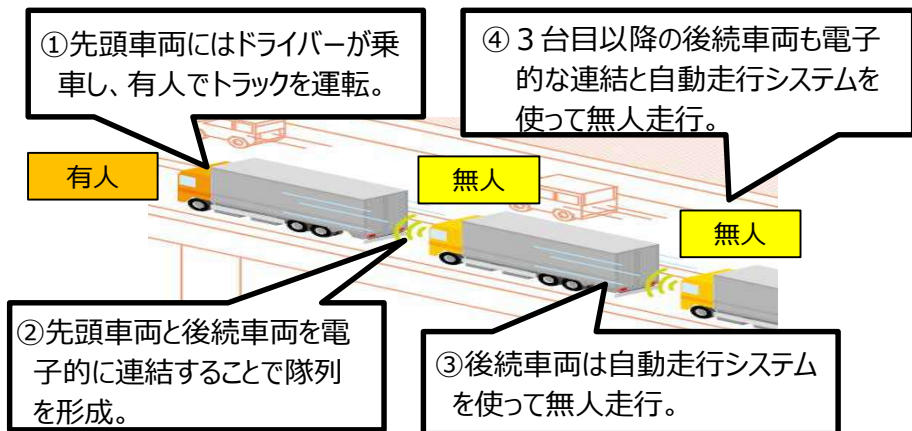 ①先頭車両にはドライバーが乗
車し、有人でトラックを運転。
④３台目以降の後続車両も電子
的な連結と自動走行システムを
使って無人走行。
有人
無人
無人
②先頭車両と後続車両を電
子的に連結することで隊列
を形成。
③後続車両は自動走行システム
を使って無人走行。